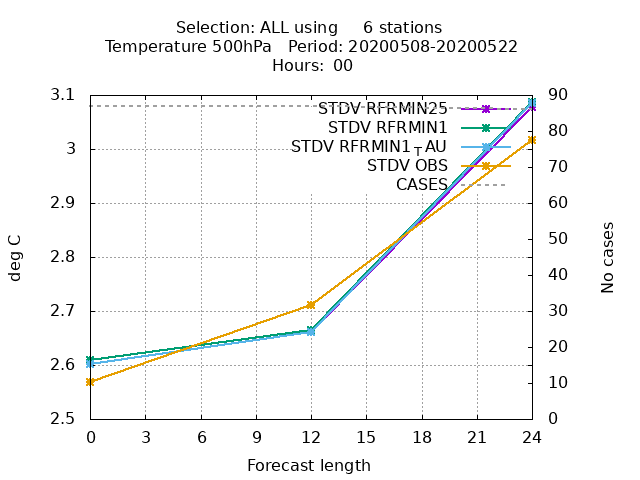 Selection: ALL using     6 stations
Temperature 500hPa   Period: 20200508-20200522
Hours:  00
3.1
3
2.9
2.8
2.7
2.6
2.5
deg C
STDV RFRMIN25
STDV RFRMIN1
STDV RFRMIN1TAU
STDV OBS
CASES
90
80
70
60
50
40
30
20
10
0
No cases
0 3 6 9 12 15 18 21 24
Forecast length